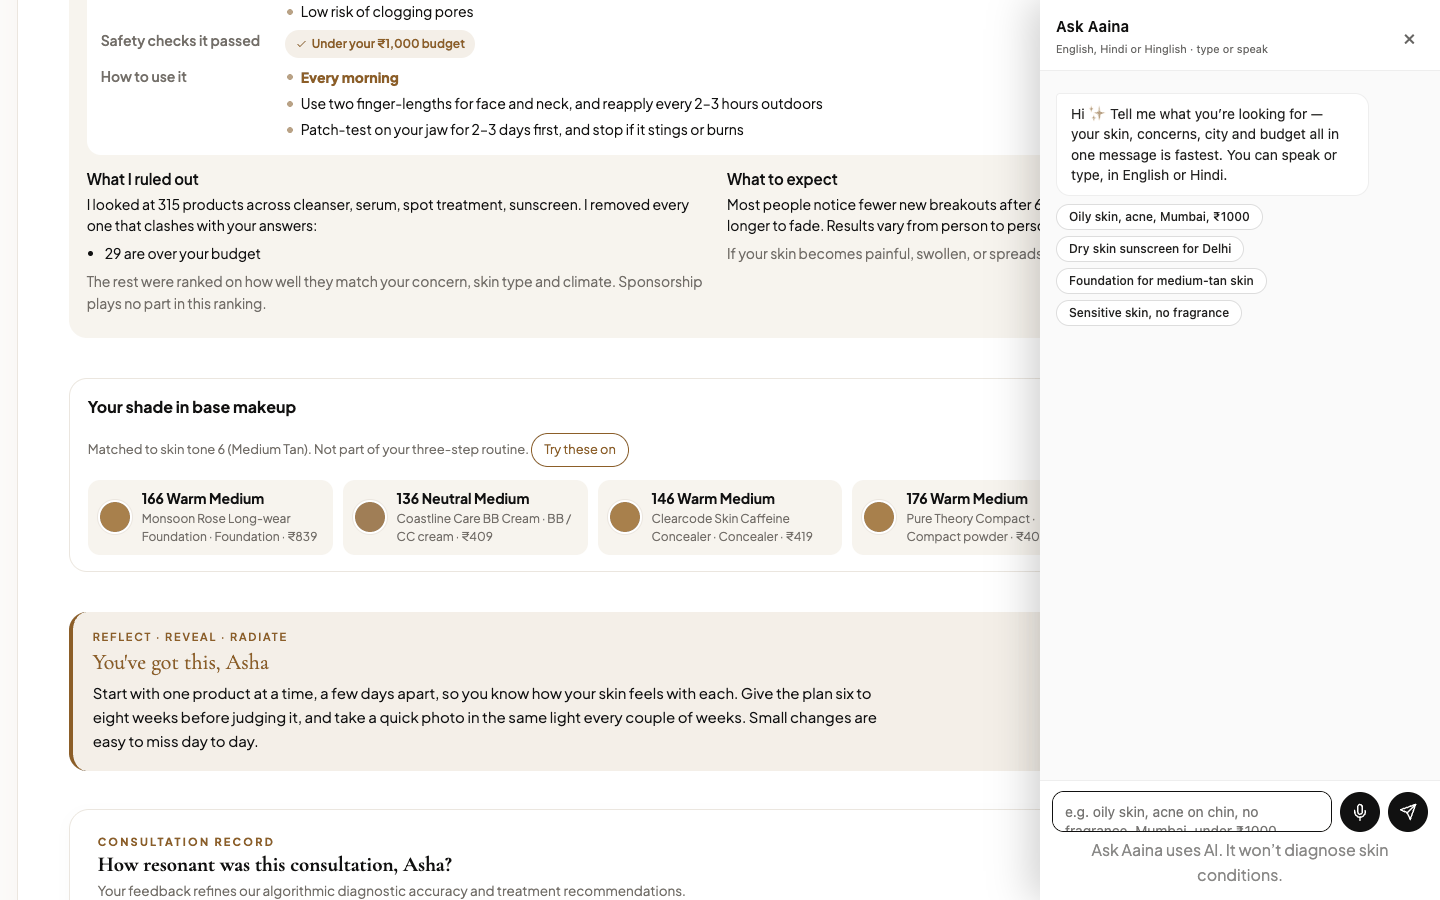 Low risk of clogging pores
Safety checks it passed
Under your ₹1,000 budget
How to use it
Every morning
Use two finger-lengths for face and neck, and reapply every 2–3 hours outdoors
Patch-test on your jaw for 2–3 days first, and stop if it stings or burns
What I ruled out
I looked at 315 products across cleanser, serum, spot treatment, sunscreen. I removed every
one that clashes with your answers:
29 are over your budget
The rest were ranked on how well they match your concern, skin type and climate. Sponsorship
plays no part in this ranking.
What to expect
Most people notice fewer new breakouts after
longer to fade. Results vary from person to
If your skin becomes painful, swollen, or spreads
Your shade in base makeup
Matched to skin tone 6 (Medium Tan). Not part of your three-step routine.
Try these on
166 Warm Medium
Monsoon Rose Long-wear
Foundation · Foundation · ₹839
136 Neutral Medium
Coastline Care BB Cream · BB /
CC cream · ₹409
146 Warm Medium
Clearcode Skin Caffeine
Concealer · Concealer · ₹419
176 Warm Medium
Pure Theory Compact ·
Compact powder ·
REFLECT · REVEAL · RADIATE
You've got this, Asha
Start with one product at a time, a few days apart, so you know how your skin feels with each. Give the plan six to
eight weeks before judging it, and take a quick photo in the same light every couple of weeks. Small changes are
easy to miss day to day.
CONSULTATION RECORD
How resonant was this consultation, Asha?
Your feedback refines our algorithmic diagnostic accuracy and treatment recommendations.
Ask Aaina
English, Hindi or Hinglish · type or speak
Hi ✨ Tell me what you’re looking for —
your skin, concerns, city and budget all in
one message is fastest. You can speak or
type, in English or Hindi.
Oily skin, acne, Mumbai, ₹1000
Dry skin sunscreen for Delhi
Foundation for medium-tan skin
Sensitive skin, no fragrance
e.g. oily skin, acne on chin, no
fragrance, Mumbai, under ₹1000
Ask Aaina uses AI. It won’t diagnose skin
conditions.